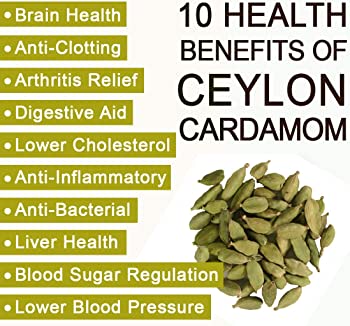 • Brain Health
• Anti-Clotting
• Arthritis Relief
• Digestive Aid
• Lower Cholesterol
• Anti-Inflammatory
• Anti-Bacterial
• Liver Health
• Blood Sugar Regulation
• Lower Blood Pressure
10 HEALTH
BENEFITS OF
CEYLON
CARDAMOM